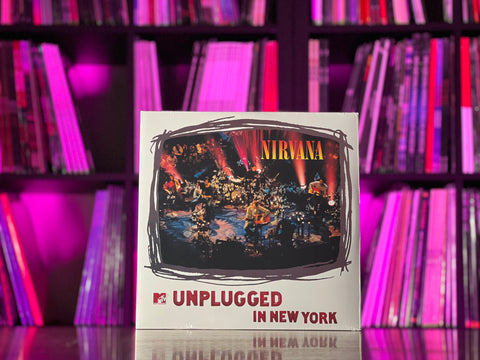 NIRVANA
MTV UNPLUGGED
IN NEW YORK